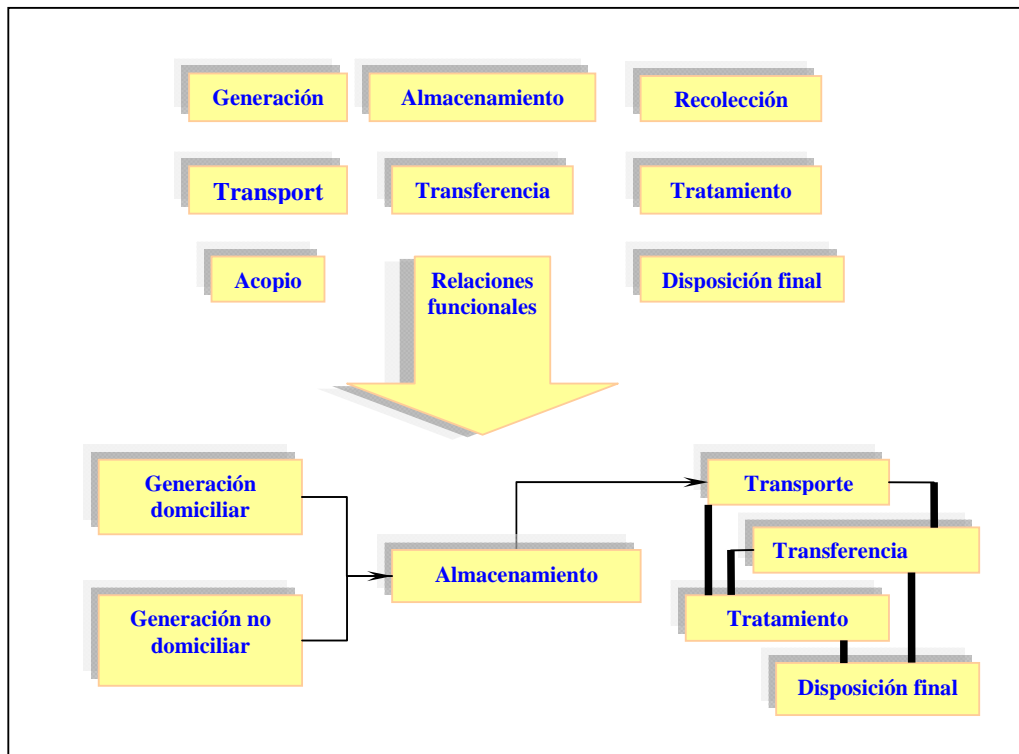 Generación
Almacenamiento
Recolección
Transport
Transferencia
Tratamiento
Acopio
Relaciones
funcionales
Disposición final
Generación
domiciliar
Transporte
Transferencia
Almacenamiento
Generación no
domiciliar
Tratamiento
Disposición final